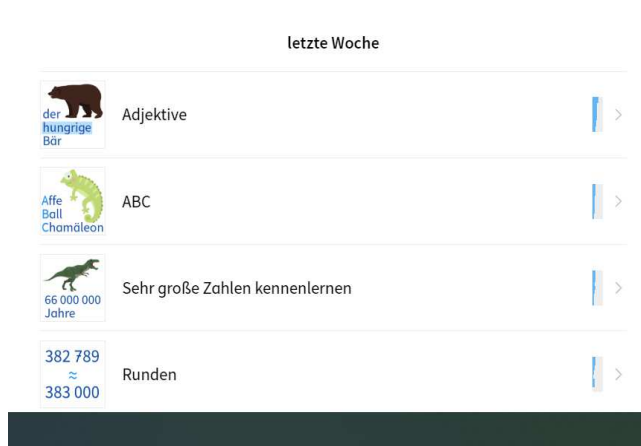 letzte Woche
der
hungrige
Bär
Adjektive
Affe
Ball
Chamäleon
ABC
66 000 000
Jahre
Sehr große Zahlen kennenlernen
382 789
≈
383 000
Runden